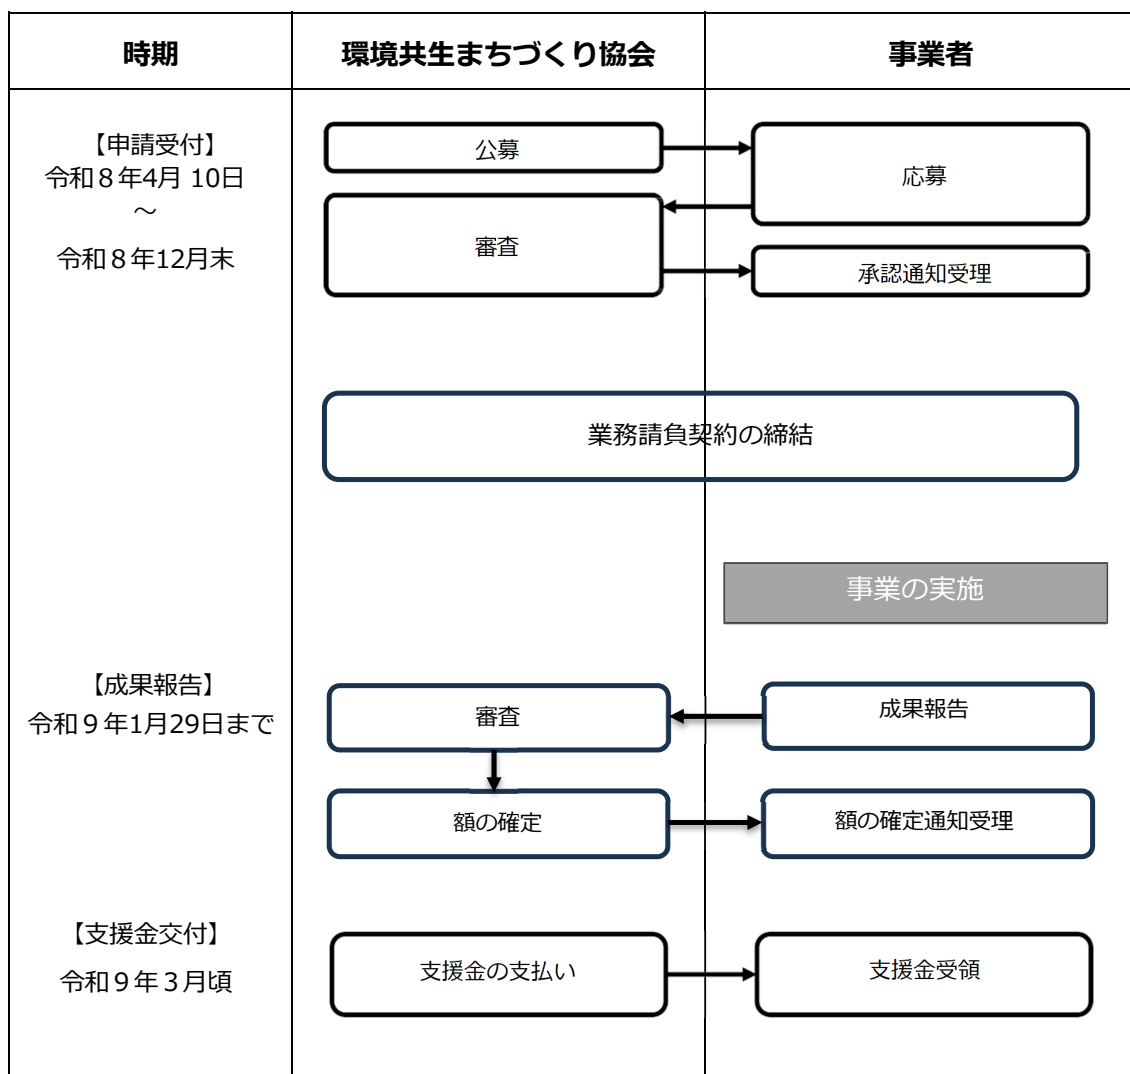 時期
環境共生まちづくり協会
事業者
【申請受付】
令和８年4月 10日
～
令和８年12月末
公募
応募
審査
承認通知受理
業務請負契約の締結
事業の実施
【成果報告】
令和９年1月29日まで
審査
成果報告
額の確定
額の確定通知受理
【支援金交付】
令和９年３月頃
支援金の支払い
支援金受領